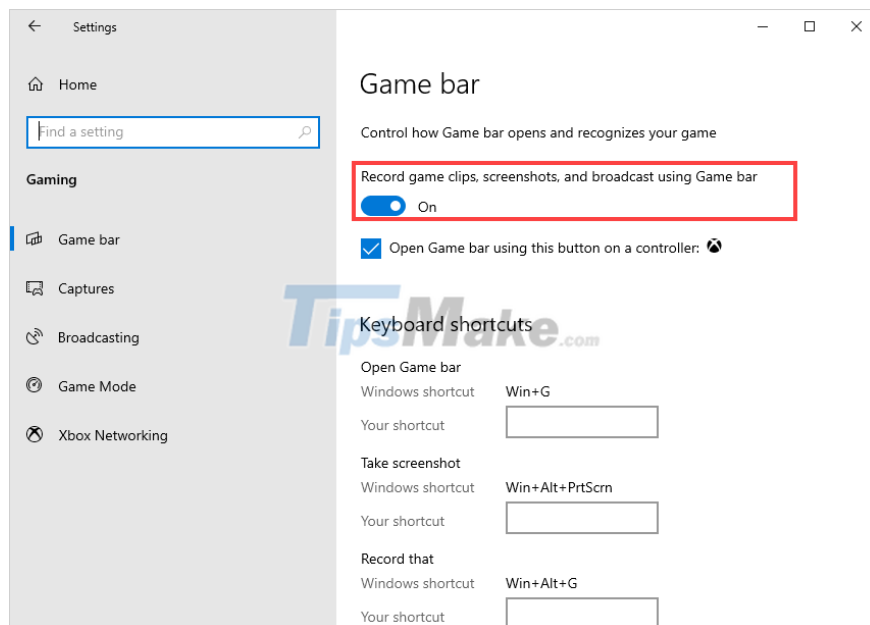 Settings
Home
Find a setting
Gaming
Game bar
Captures
Broadcasting
Game Mode
Xbox Networking
Game bar
Control how Game bar opens and recognizes your game
Record game clips, screenshots, and broadcast using Game bar
On
Open Game bar using this button on a controller:
TipsMake.com
Keyboard shortcuts
Open Game bar
Windows shortcut Win+G
Your shortcut
Take screenshot
Windows shortcut Win+Alt+PrtScrn
Your shortcut
Record that
Windows shortcut Win+Alt+G
Your shortcut